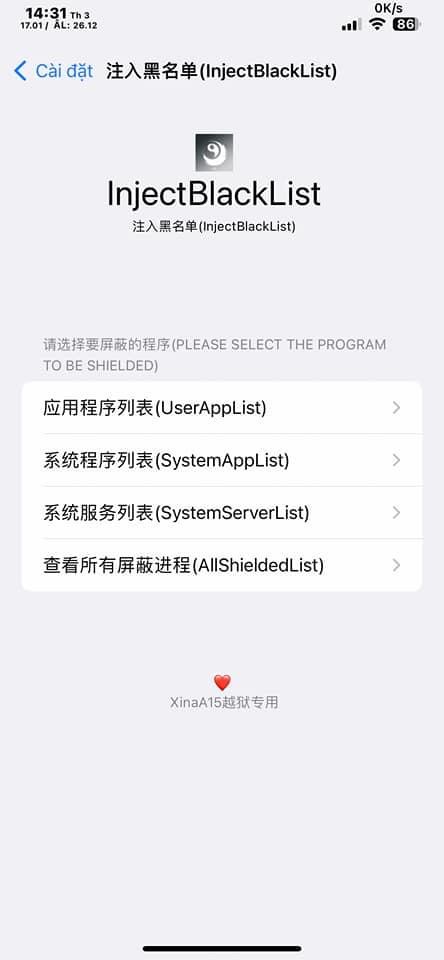 14:31 Th 3
17.01 / ÂL: 26.12
0K/s
86
Cài đặt
注入黑名单(InjectBlackList)
InjectBlackList
注入黑名单(InjectBlackList)
请选择要屏蔽的程序(PLEASE SELECT THE PROGRAM
TO BE SHIELDED)
应用程序列表(UserAppList)
系统程序列表(SystemAppList)
系统服务列表(SystemServerList)
查看所有屏蔽进程(AllShieldedList)
❤️
XinaA15越狱专用